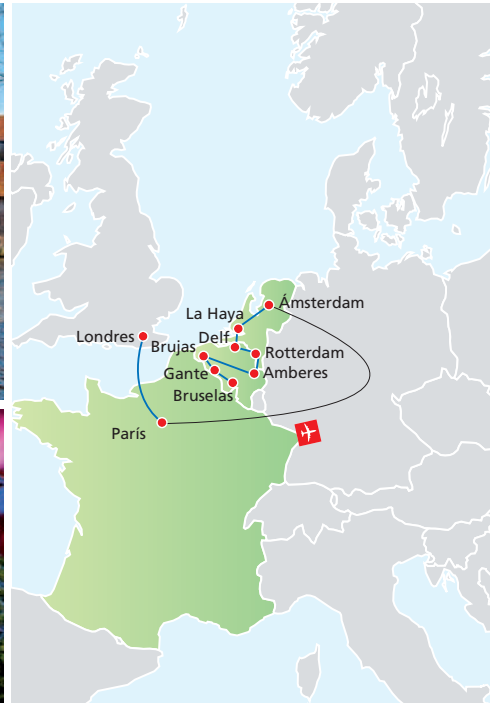 Ámsterdam
La Haya
Londres
Delf
Brujas
Rotterdam
Gante
Amberes
Bruselas
París